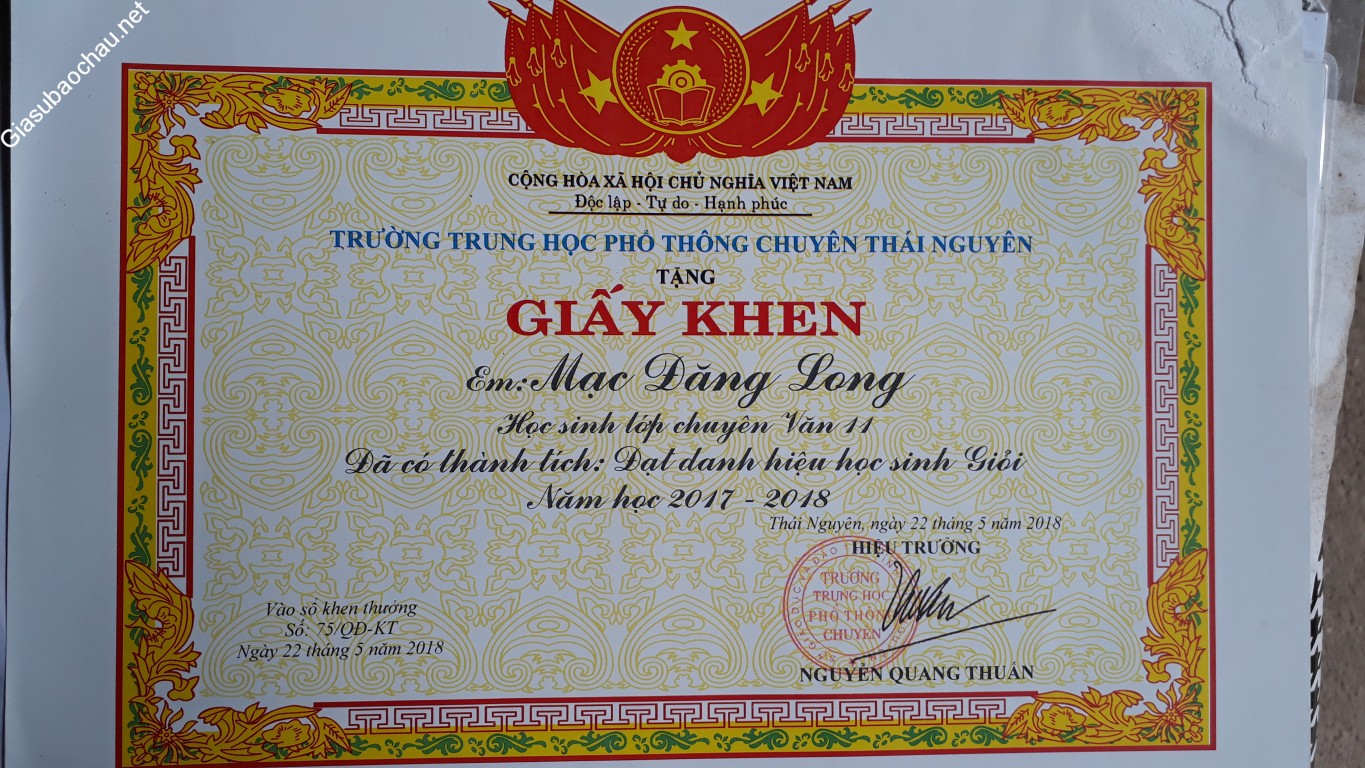 Giasubaochau.net
CỘNG HÒA XÃ HỘI CHỦ NGHĨA VIỆT NAM
Độc lập - Tự do - Hạnh phúc
TRƯỜNG TRUNG HỌC PHỔ THÔNG CHUYÊN THÁI NGUYÊN
TẶNG
GIẤY KHEN
Em: Mạc Đăng Long
Học sinh lớp chuyên Văn 11
Đã có thành tích: Đạt danh hiệu học sinh Giỏi
Năm học 2017 - 2018
Thái Nguyên, ngày 22 tháng 5 năm 2018
HIỆU TRƯỞNG
TRƯỜNG
TRUNG HỌC
PHỔ THÔNG
CHUYÊN
NGUYỄN QUANG THUÂN
Vào sổ khen thưởng
Số: 75/QĐ-KT
Ngày 22 tháng 5 năm 2018